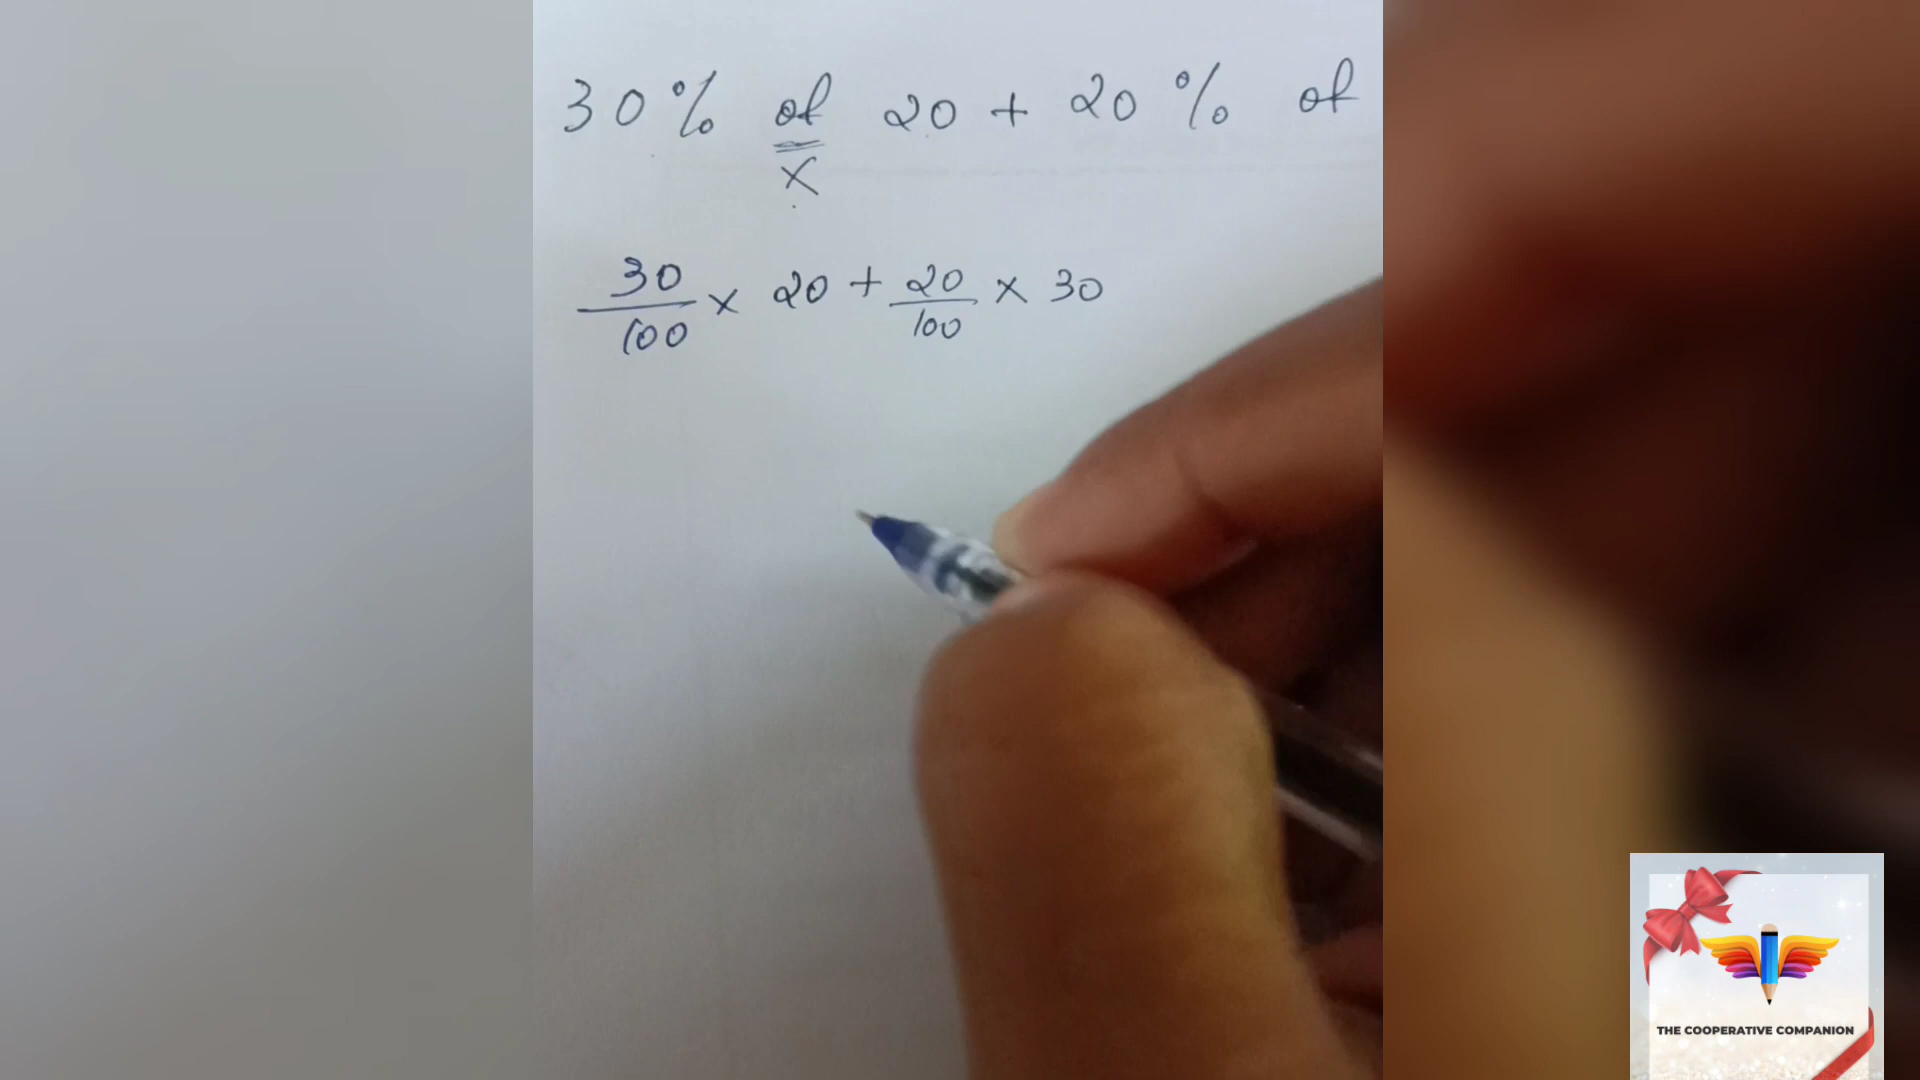 30% of 20 + 20% of
×
30/100 × 20 + 20/100 × 30
THE COOPERATIVE COMPANION